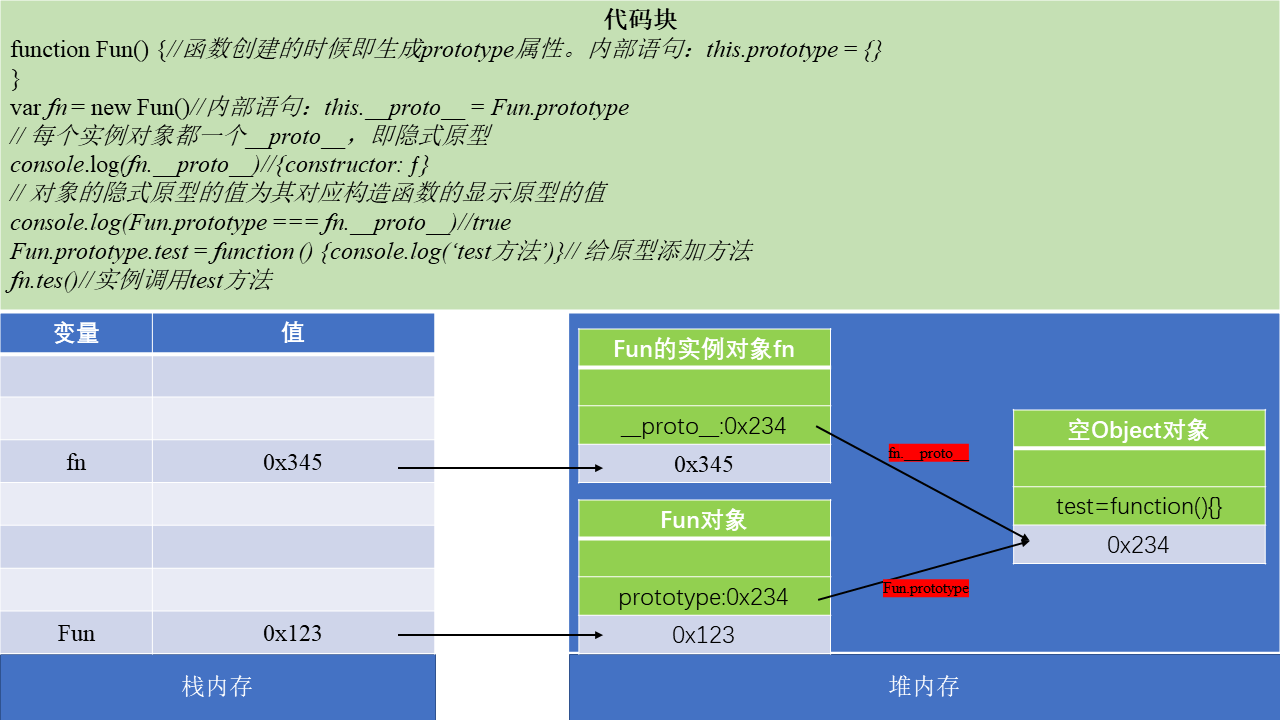 代码块
function Fun() {//函数创建的时候即生成prototype属性。内部语句：this.prototype = {}
}
var fn = new Fun()//内部语句：this.__proto__ = Fun.prototype
// 每个实例对象都一个__proto__，即隐式原型
console.log(fn.__proto__)//{constructor: ƒ}
// 对象的隐式原型的值为其对应构造函数的显示原型的值
console.log(Fun.prototype === fn.__proto__)//true
Fun.prototype.test = function () {console.log(‘test方法’)}// 给原型添加方法
fn.tes()//实例调用test方法
变量 值
fn 0x345
Fun 0x123
栈内存
Fun的实例对象fn
__proto__:0x234
0x345
Fun对象
prototype:0x234
0x123
fn.__proto__
Fun.prototype
空Object对象
test=function(){}
0x234
堆内存